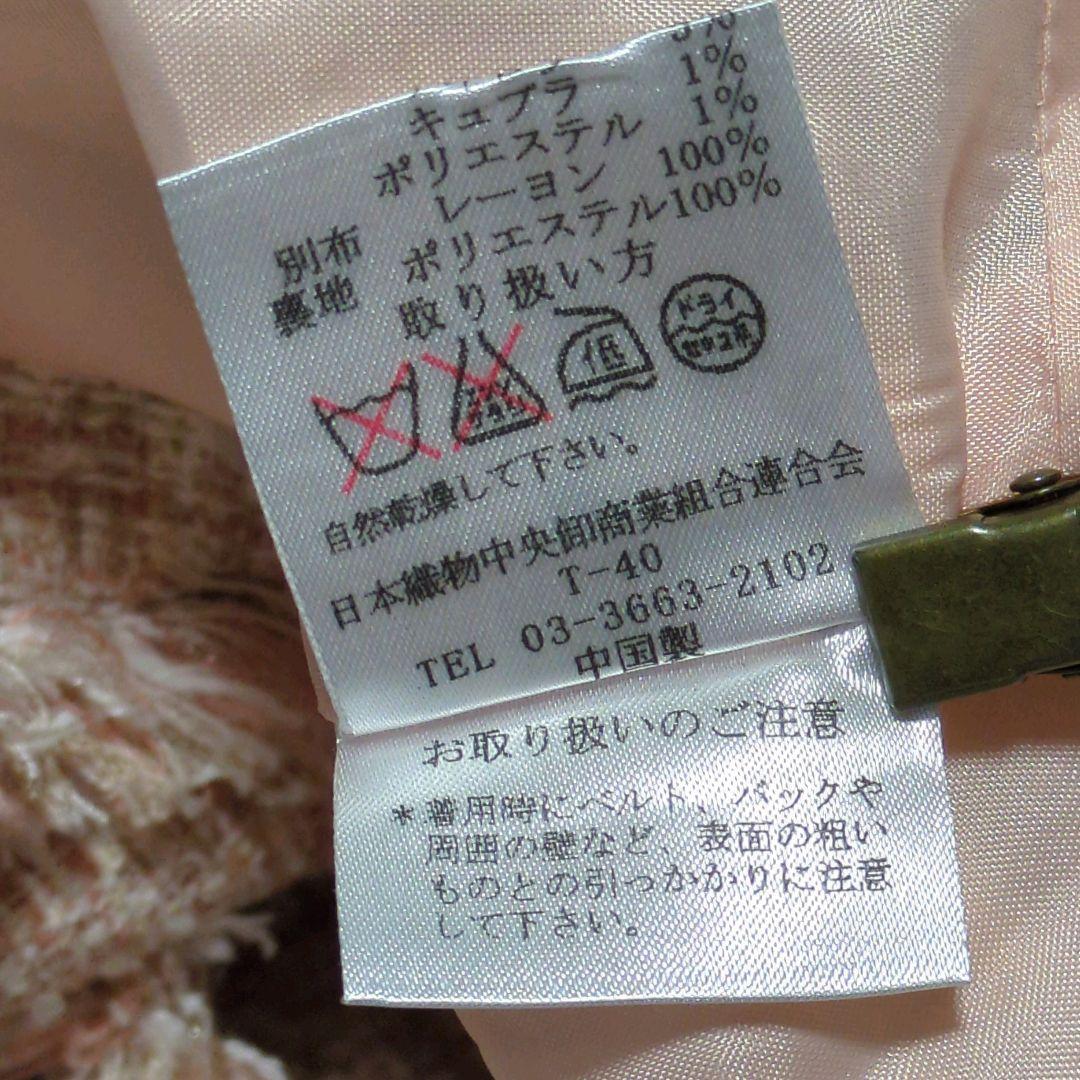 キュプラ 1%
ポリエステル 1%
別布 レーヨン 100%
裏地 ポリエステル100%
取り扱い方
低 ドライ
セキユ系
自然乾燥して下さい。
日本織物中央卸商業組合連合会
T-40
TEL 03-3663-2102
中国製
お取り扱いのご注意
*着用時にベルト、バックや
周囲の壁など、表面の粗い
ものとの引っかかりに注意
して下さい。